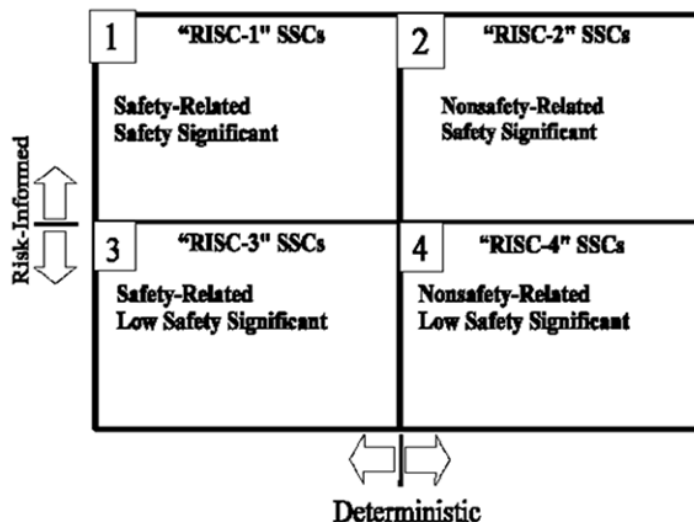 1
"RISC-1" SSCs
Safety-Related
Safety Significant
2
"RISC-2" SSCs
Nonsafety-Related
Safety Significant
Risk-Informed
3
"RISC-3" SSCs
Safety-Related
Low Safety Significant
4
"RISC-4" SSCs
Nonsafety-Related
Low Safety Significant
Deterministic